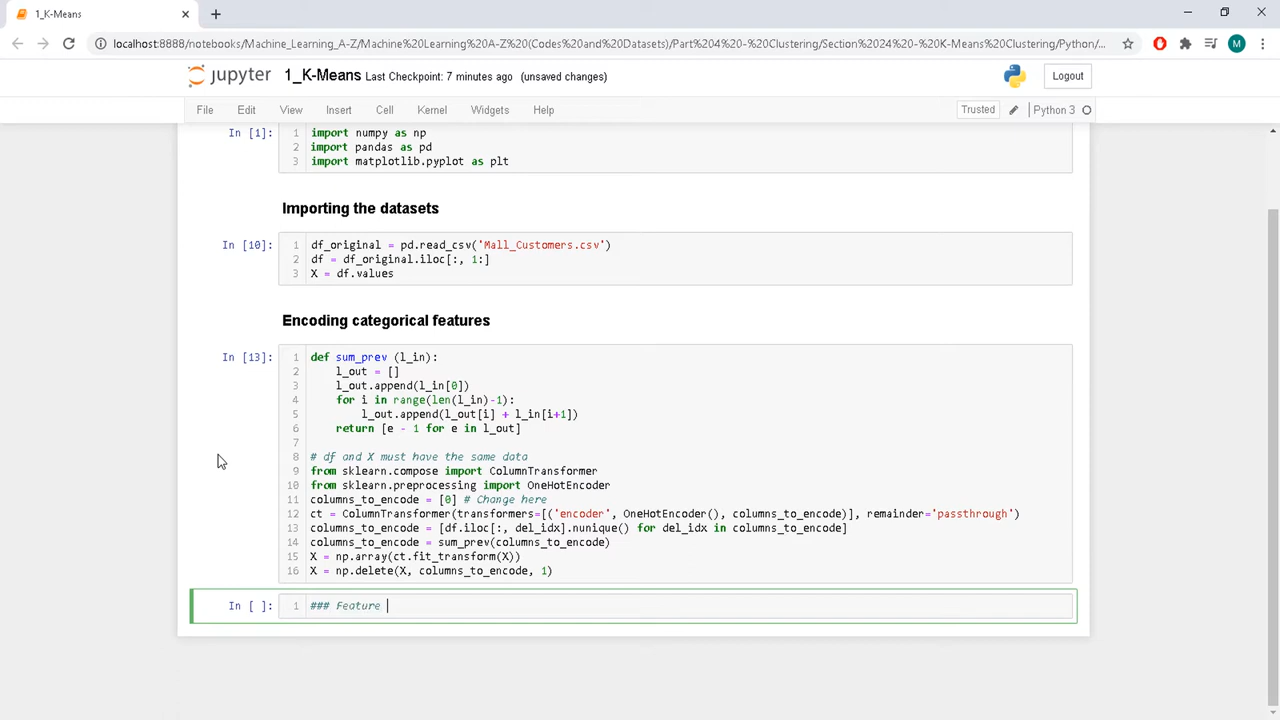 1_K-Means
localhost:8888/notebooks/Machine_Learning_A-Z/Machine%20Learning%20A-Z%20(Codes%20and%20Datasets)/Part%204%20-%20Clustering/Section%2024%20-%20K-Means%20Clustering/Python/...
M
jupyter 1_K-Means Last Checkpoint: 7 minutes ago (unsaved changes)
Logout
File Edit View Insert Cell Kernel Widgets Help
Trusted Python 3
In [1]: 1 import numpy as np
2 import pandas as pd
3 import matplotlib.pyplot as plt
Importing the datasets
In [10]: 1 df_original = pd.read_csv('Mall_Customers.csv')
2 df = df_original.iloc[:, 1:]
3 X = df.values
Encoding categorical features
In [13]: 1 def sum_prev (l_in):
2 l_out = []
3 l_out.append(l_in[0])
4 for i in range(len(l_in)-1):
5 l_out.append(l_out[i] + l_in[i+1])
6 return [e - 1 for e in l_out]
7
8 # df and X must have the same data
9 from sklearn.compose import ColumnTransformer
10 from sklearn.preprocessing import OneHotEncoder
11 columns_to_encode = [0] # Change here
12 ct = ColumnTransformer(transformers=[('encoder', OneHotEncoder(), columns_to_encode)], remainder='passthrough')
13 columns_to_encode = [df.iloc[:, del_idx].nunique() for del_idx in columns_to_encode]
14 columns_to_encode = sum_prev(columns_to_encode)
15 X = np.array(ct.fit_transform(X))
16 X = np.delete(X, columns_to_encode, 1)
In [ ]: 1 ### Feature